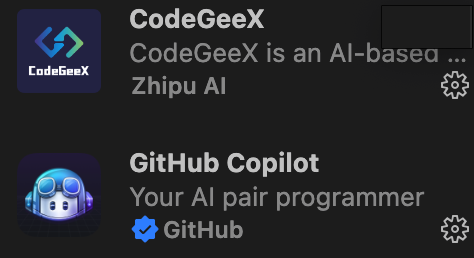 CodeGeeX
CodeGeeX
CodeGeeX is an AI-based ...
Zhipu AI
GitHub Copilot
Your AI pair programmer
GitHub